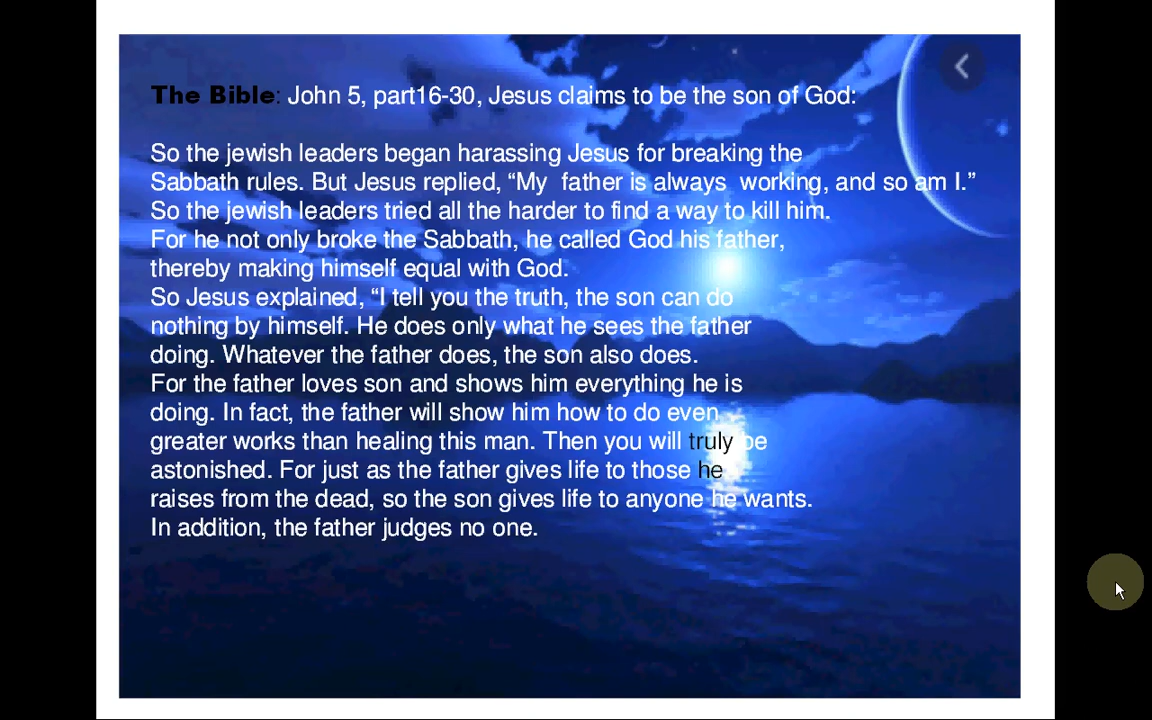 The Bible: John 5, part16-30, Jesus claims to be the son of God:
So the jewish leaders began harassing Jesus for breaking the
Sabbath rules. But Jesus replied, “My  father is always  working, and so am I.”
So the jewish leaders tried all the harder to find a way to kill him.
For he not only broke the Sabbath, he called God his father,
thereby making himself equal with God.
So Jesus explained, “I tell you the truth, the son can do
nothing by himself. He does only what he sees the father
doing. Whatever the father does, the son also does.
For the father loves son and shows him everything he is
doing. In fact, the father will show him how to do even
greater works than healing this man. Then you will truly be
astonished. For just as the father gives life to those he
raises from the dead, so the son gives life to anyone he wants.
In addition, the father judges no one.